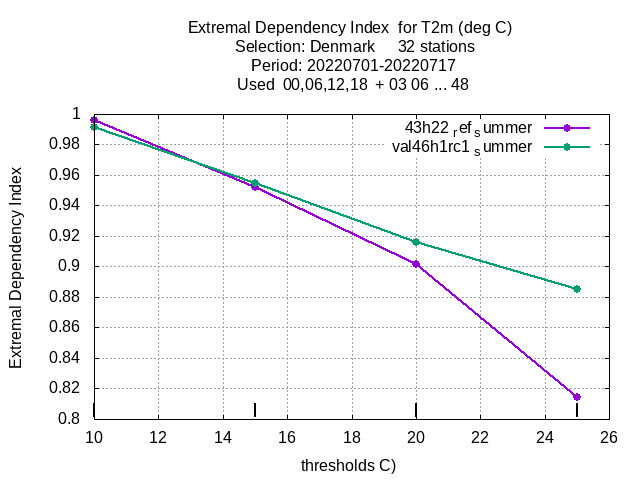 Extremal Dependency Index  for T2m (deg C)
Selection: Denmark     32 stations
Period: 20220701-20220717
Used  00,06,12,18  + 03 06 ... 48
43h22_ref_summer
val46h1rc1_summer
Extremal Dependency Index
1
0.98
0.96
0.94
0.92
0.9
0.88
0.86
0.84
0.82
0.8
10 12 14 16 18 20 22 24 26
thresholds C)